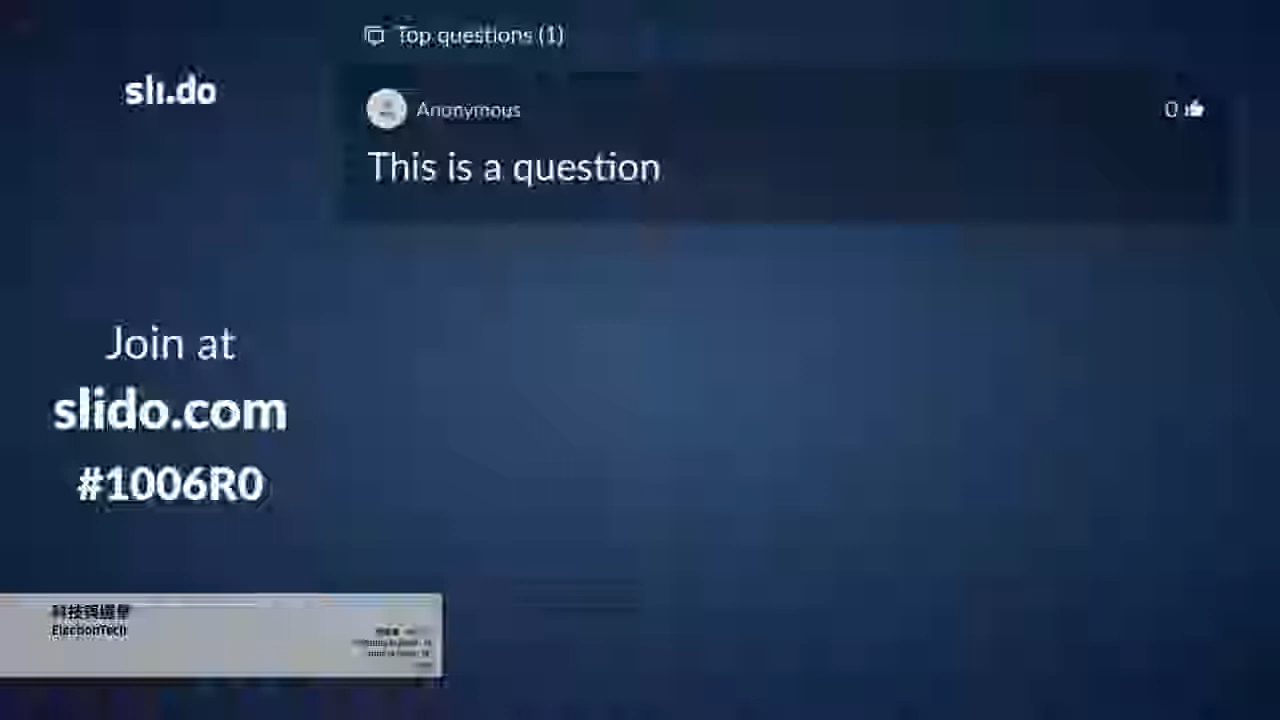 sli.do
Join at
slido.com
#1006R0
Top questions (1)
Anonymous
0
This is a question
科技與選舉
ElectionTech